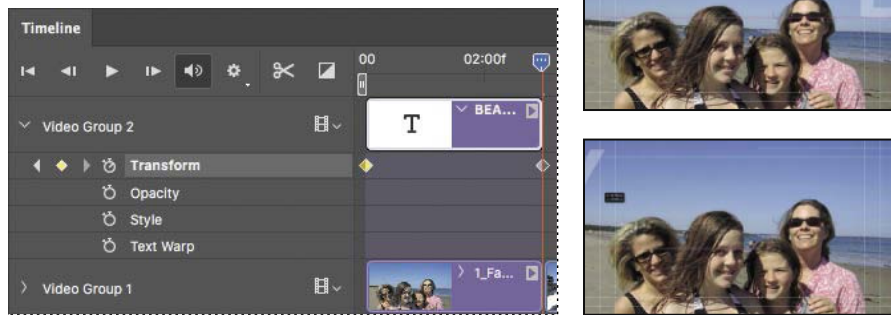 Timeline
00 02:00f
Video Group 2
T BEA...
Transform
Opacity
Style
Text Warp
Video Group 1
1_Fa...